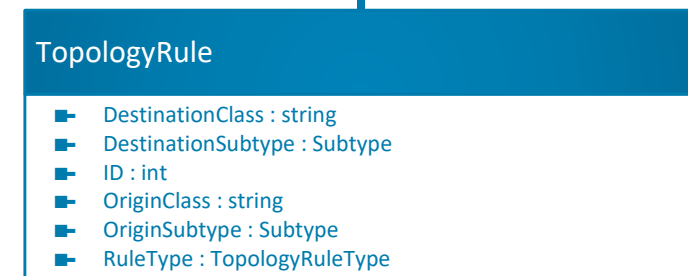 TopologyRule
DestinationClass : string
DestinationSubtype : Subtype
ID : int
OriginClass : string
OriginSubtype : Subtype
RuleType : TopologyRuleType